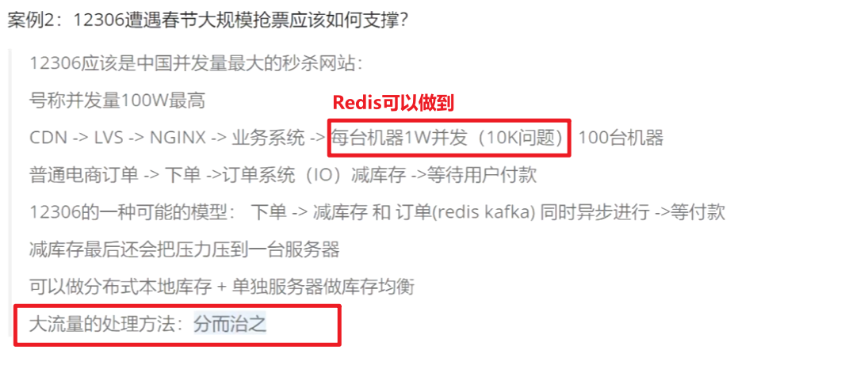 案例2：12306遭遇春节大规模抢票应该如何支撑？
12306应该是中国并发量最大的秒杀网站：
号称并发量100W最高
Redis可以做到
CDN -> LVS -> NGINX -> 业务系统 -> 每台机器1W并发（10K问题） 100台机器
普通电商订单 -> 下单 ->订单系统（IO）减库存 ->等待用户付款
12306的一种可能的模型： 下单 -> 减库存 和 订单(redis kafka) 同时异步进行 ->等付款
减库存最后还会把压力压到一台服务器
可以做分布式本地库存 + 单独服务器做库存均衡
大流量的处理方法：分而治之